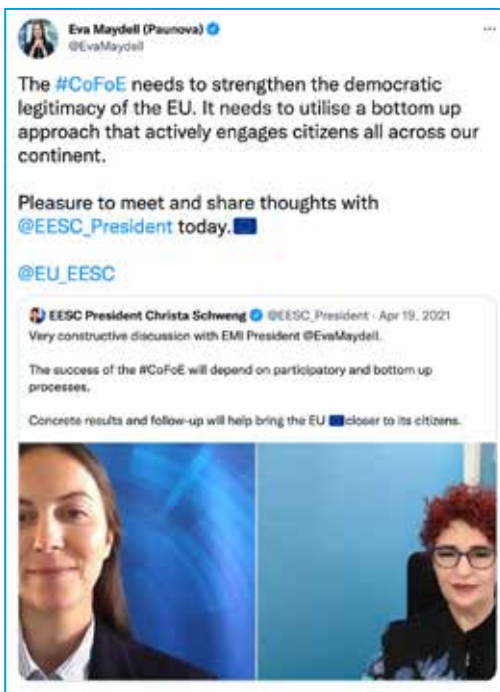 Eva Maydell (Paunova)
@EvaMaydell
The #CoFoE needs to strengthen the democratic
legitimacy of the EU. It needs to utilise a bottom up
approach that actively engages citizens all across our
continent.
Pleasure to meet and share thoughts with
@EESC_President today.🇪🇺
@EU_EESC
EESC President Christa Schweng @EESC_President · Apr 19, 2021
Very constructive discussion with EMI President @EvaMaydell.
The success of the #CoFoE will depend on participatory and bottom up
processes.
Concrete results and follow-up will help bring the EU 🇪🇺closer to its citizens.